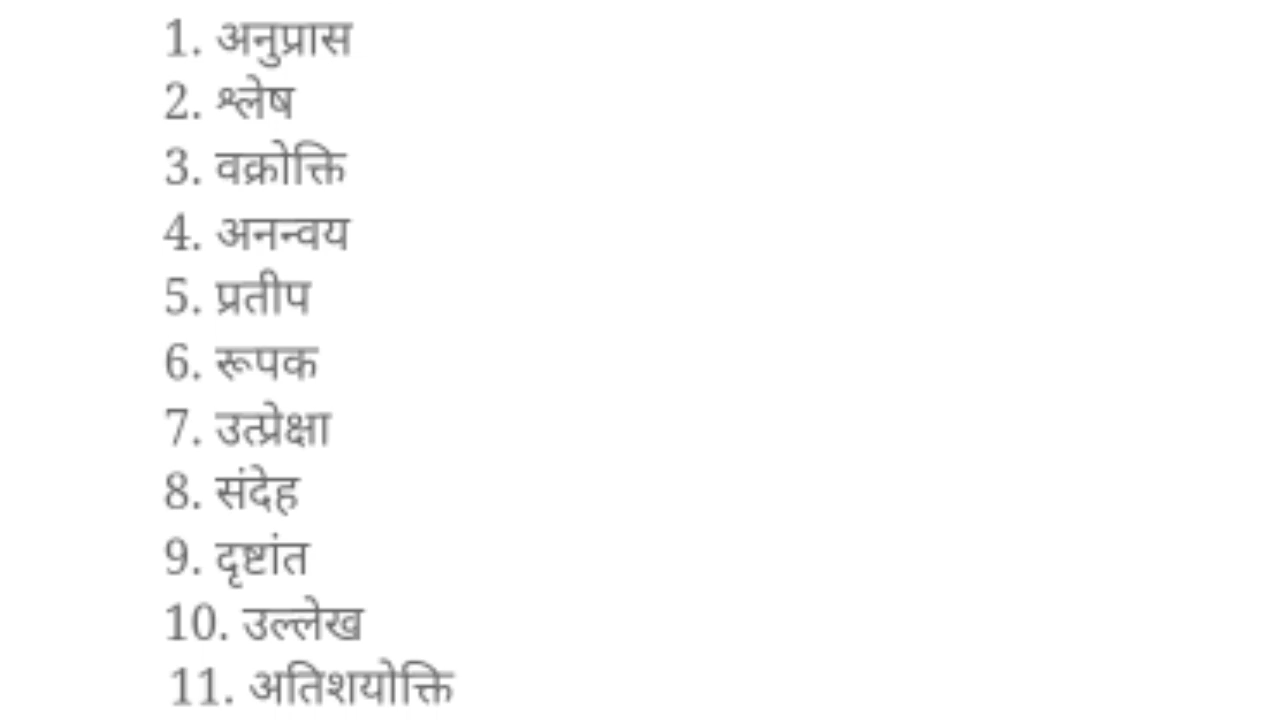 1. अनुप्रास
2. श्लेष
3. वक्रोक्ति
4. अनन्वय
5. प्रतीप
6. रूपक
7. उत्प्रेक्षा
8. संदेह
9. दृष्टांत
10. उल्लेख
11. अतिशयोक्ति